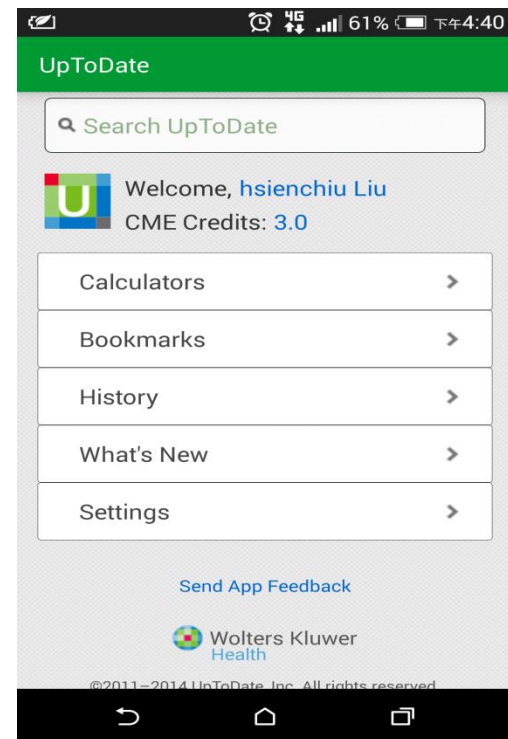 4G 61% 下午4:40
UpToDate
Search UpToDate
U Welcome, hsienchiu Liu
CME Credits: 3.0
Calculators
Bookmarks
History
What's New
Settings
Send App Feedback
Wolters Kluwer
Health
©2011–2014 UpToDate, Inc. All rights reserved